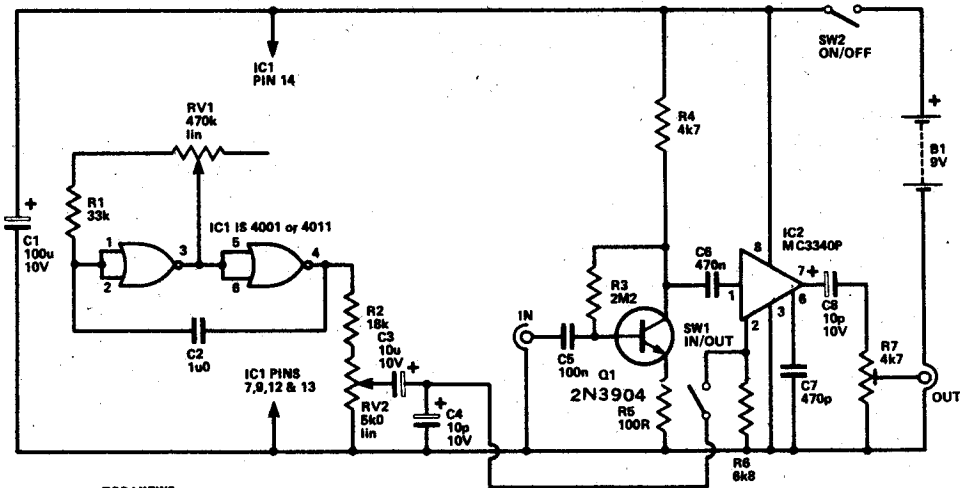 SW2
ON/OFF
IC1
PIN 14
RV1
470k
lin
R4
4k7
+
B1
9V
R1
33k
+
C1
100u
10V
IC1 IS 4001 or 4011
1
2
3
5
6
4
IC2
MC3340P
8
C6
470n
1
7
+
6
3
2
C8
10p
10V
R3
2M2
R2
18k
C3
10u
10V
+
C2
1u0
IN
C5
100n
Q1
2N3904
SW1
IN/OUT
R7
4k7
OUT
IC1 PINS
7,9,12 & 13
RV2
5k0
lin
+
C4
10p
10V
R5
100R
C7
470p
R6
6k8